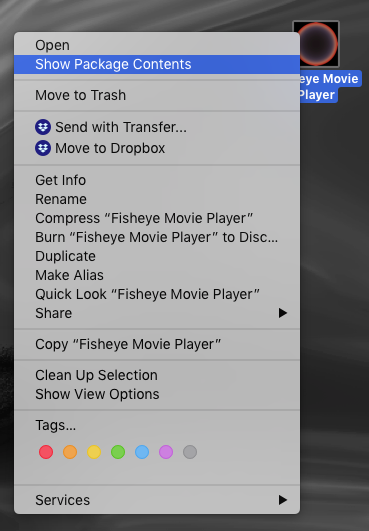 Open
Show Package Contents
Move to Trash
Send with Transfer...
Move to Dropbox
Get Info
Rename
Compress “Fisheye Movie Player”
Burn “Fisheye Movie Player” to Disc...
Duplicate
Make Alias
Quick Look “Fisheye Movie Player”
Share
Copy “Fisheye Movie Player”
Clean Up Selection
Show View Options
Tags...
Services
eye Movie
Player